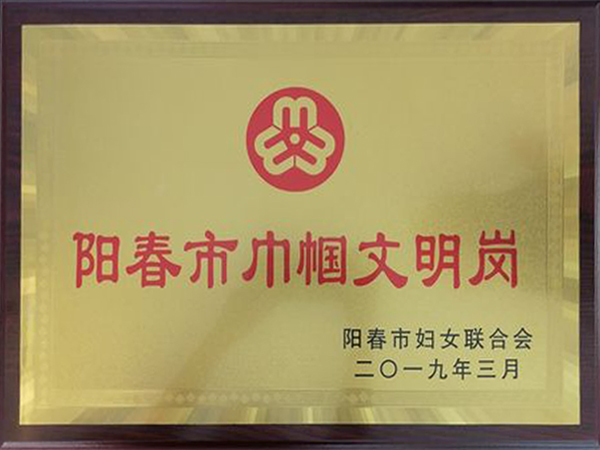 阳春市巾帼文明岗
阳春市妇女联合会
二〇一九年三月